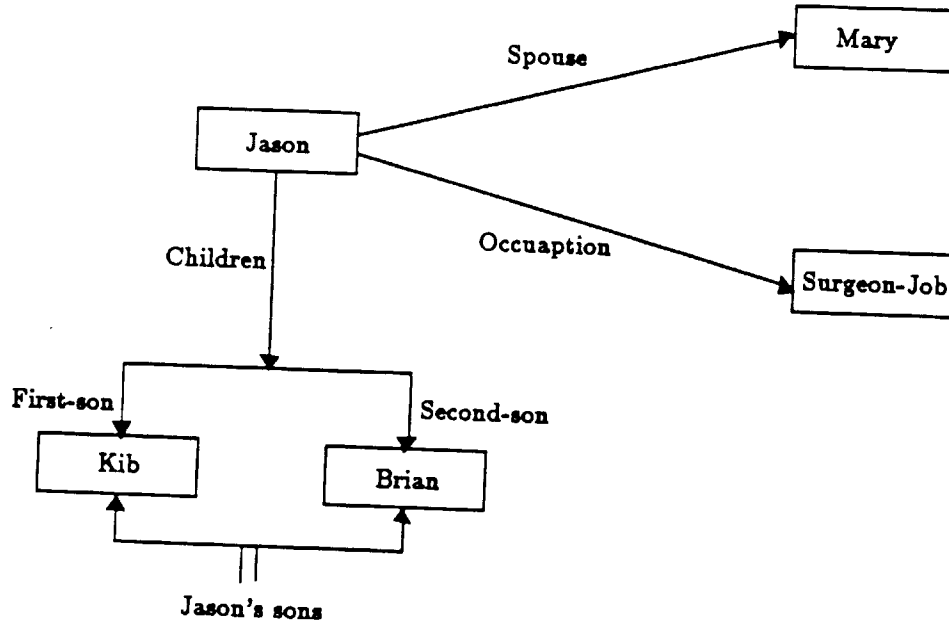 Mary
Spouse
Jason
Occuaption
Children
Surgeon-Job
First-son
Second-son
Kib
Brian
Jason's sons